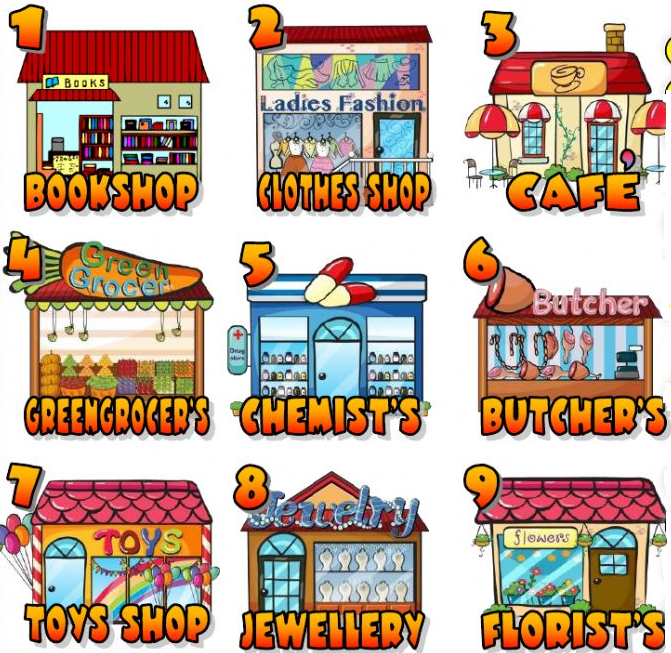 1
BOOKS
BOOKSHOP
2
Ladies Fashion
CLOTHES SHOP
3
CAFE'
4
Green
Grocer
GREENGROCER'S
5
Drug
store
CHEMIST'S
6
Butcher
BUTCHER'S
7
TOYS
TOYS SHOP
8
Jewelry
JEWELLERY
9
flowers
FLORIST'S